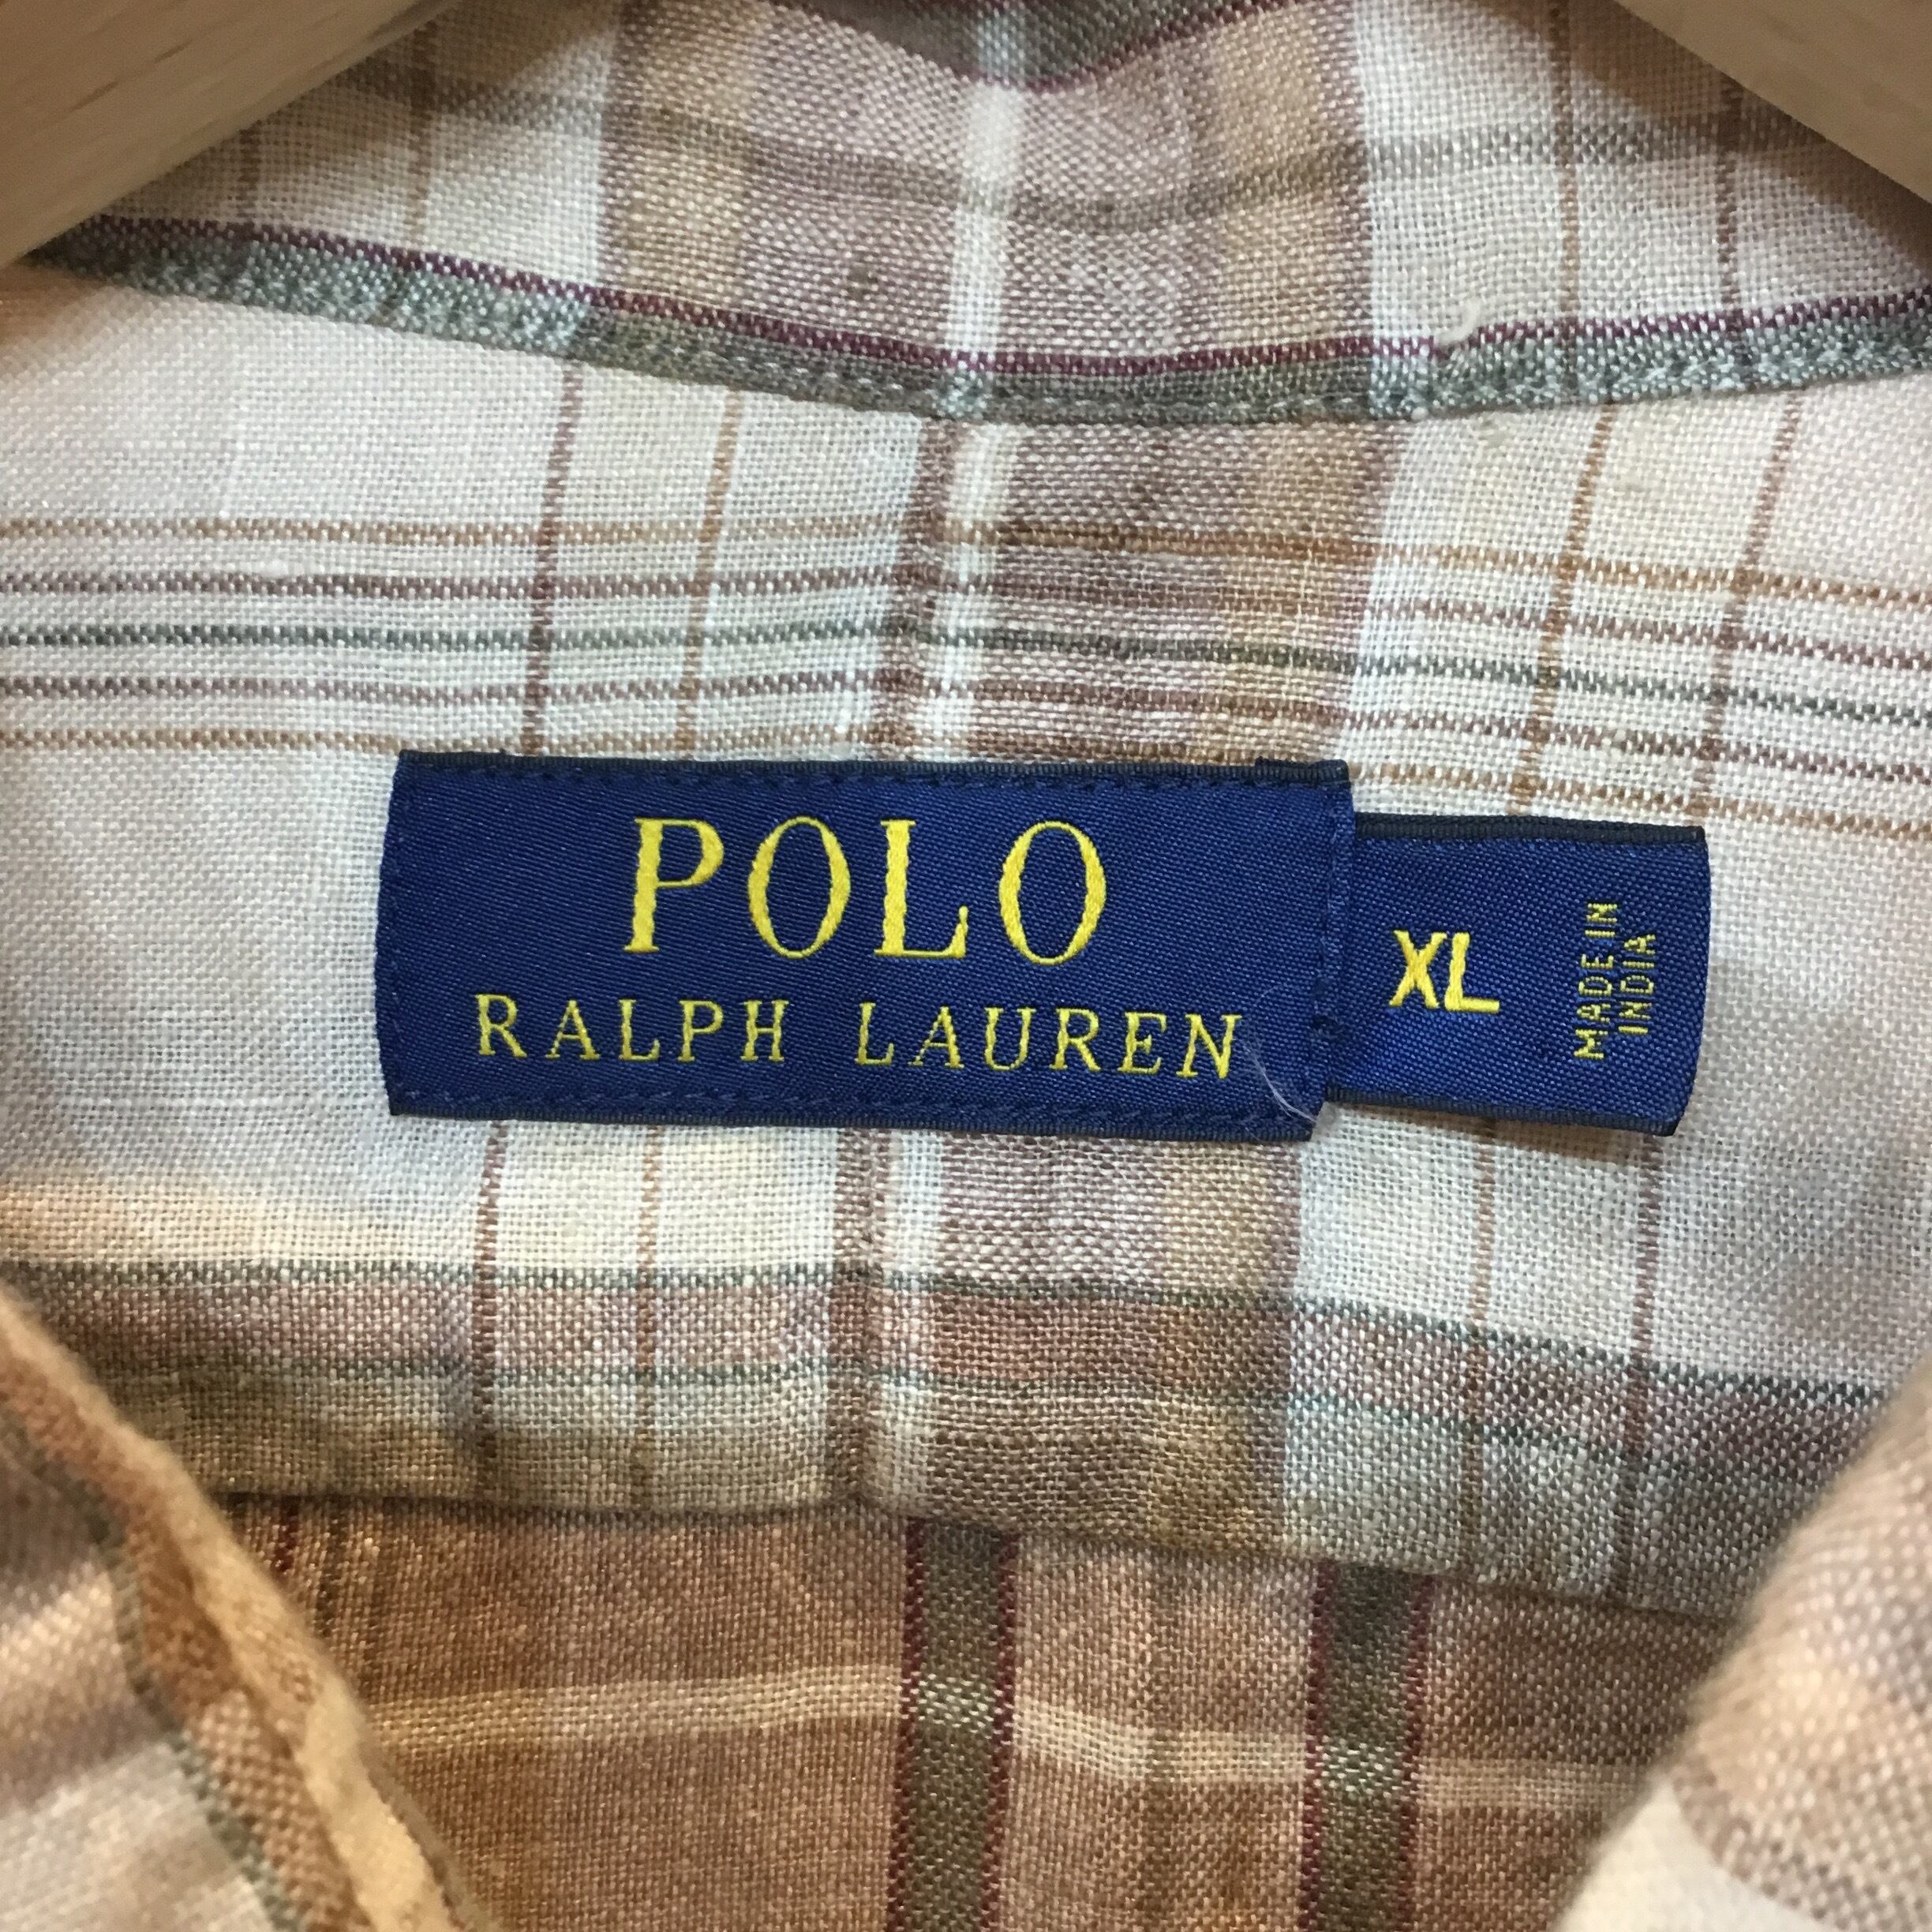 POLO
RALPH LAUREN
XL
MADE IN
INDIA